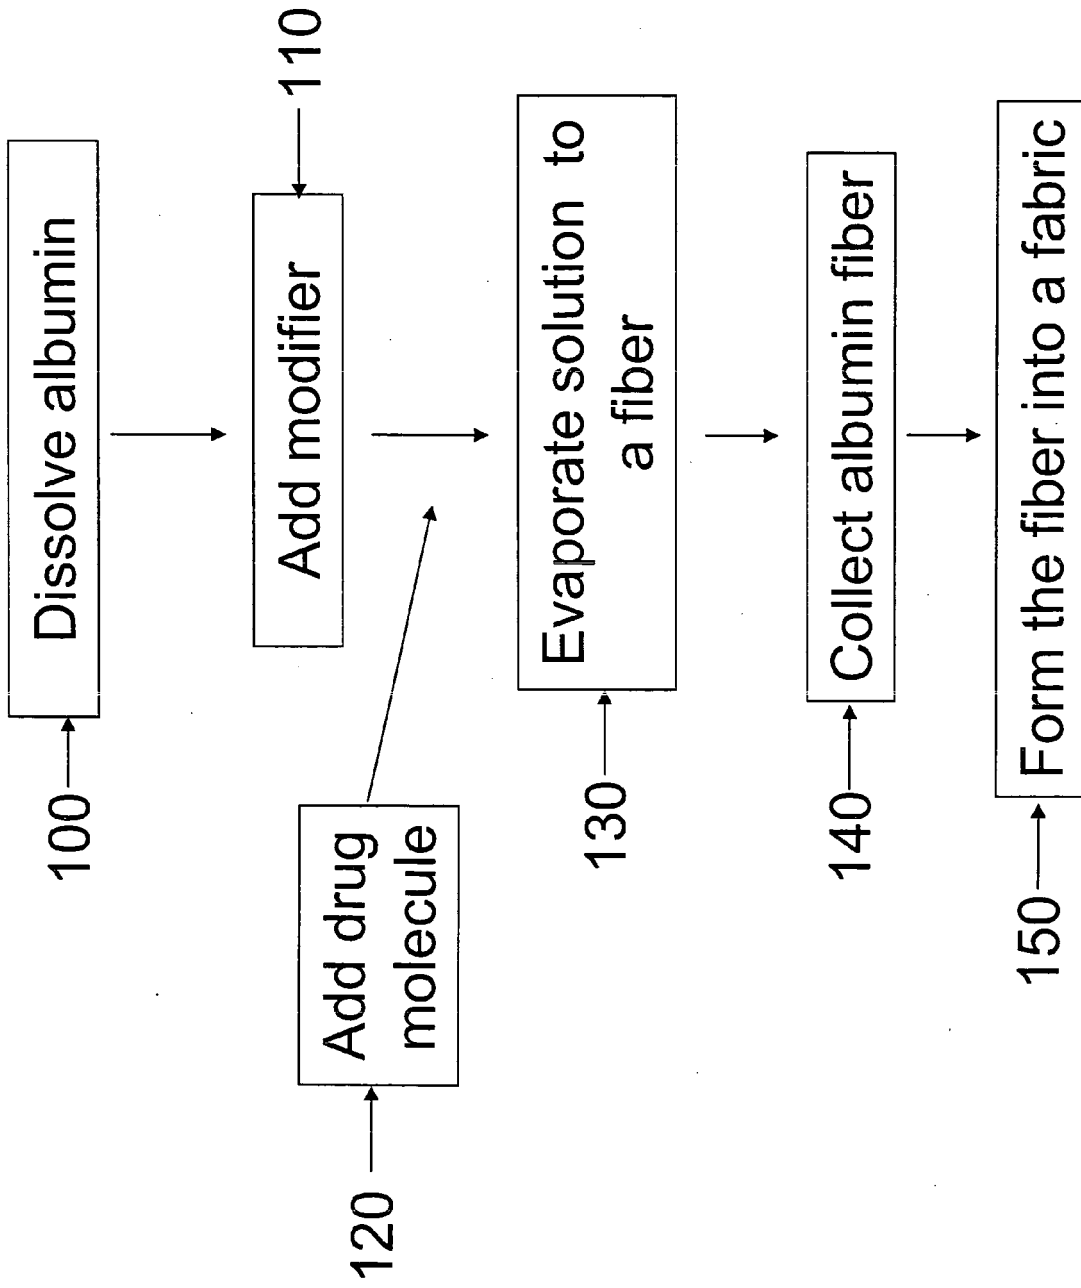 100
Dissolve albumin
Add modifier
110
120
Add drug
molecule
130
Evaporate solution to
a fiber
140
Collect albumin fiber
150
Form the fiber into a fabric